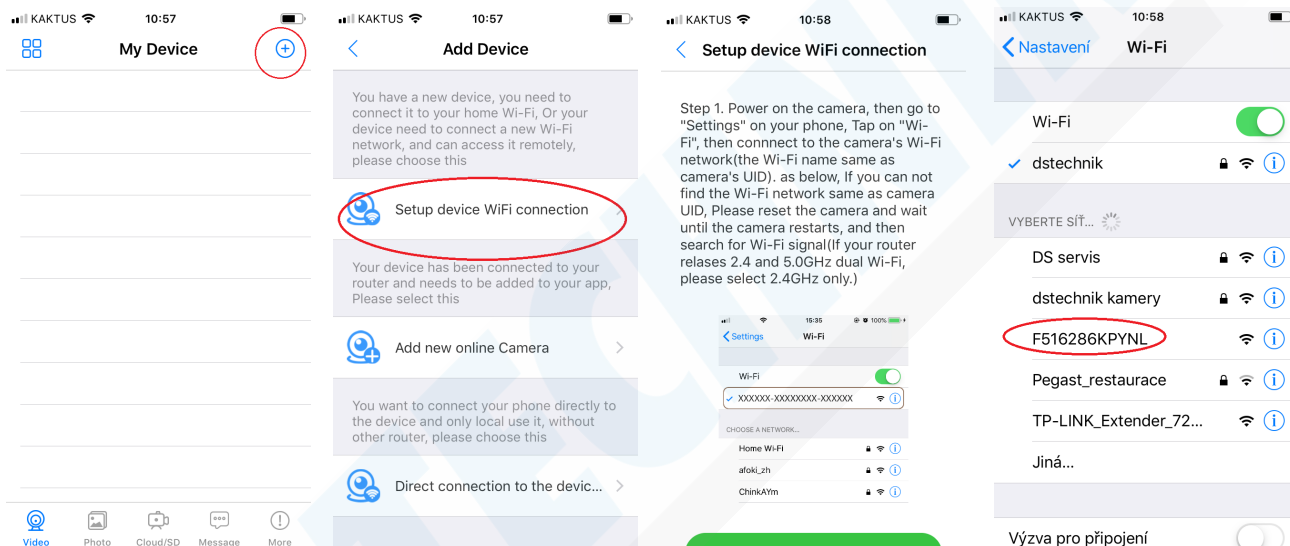 KAKTUS 10:57
My Device
Video Photo Cloud/SD Message More
KAKTUS 10:57
Add Device
You have a new device, you need to
connect it to your home Wi-Fi, Or your
device need to connect a new Wi-Fi
network, and can access it remotely,
please choose this
Setup device WiFi connection
Your device has been connected to your
router and needs to be added to your app,
Please select this
Add new online Camera
You want to connect your phone directly to
the device and only local use it, without
other router, please choose this
Direct connection to the devic...
KAKTUS 10:58
Setup device WiFi connection
Step 1. Power on the camera, then go to
"Settings" on your phone, Tap on "Wi-
Fi", then connnect to the camera's Wi-Fi
network(the Wi-Fi name same as
camera's UID). as below, If you can not
find the Wi-Fi network same as camera
UID, Please reset the camera and wait
until the camera restarts, and then
search for Wi-Fi signal(If your router
relases 2.4 and 5.0GHz dual Wi-Fi,
please select 2.4GHz only.)
15:35 100%
Settings Wi-Fi
Wi-Fi
XXXXXX-XXXXXXXX-XXXXXX
CHOOSE A NETWORK...
Home Wi-Fi
afoki_zh
ChinkAYm
KAKTUS 10:58
Nastavení Wi-Fi
Wi-Fi
dstechnik
VYBERTE SÍŤ...
DS servis
dstechnik kamery
F516286KPYNL
Pegast_restaurace
TP-LINK_Extender_72...
Jiná...
Výzva pro připojení